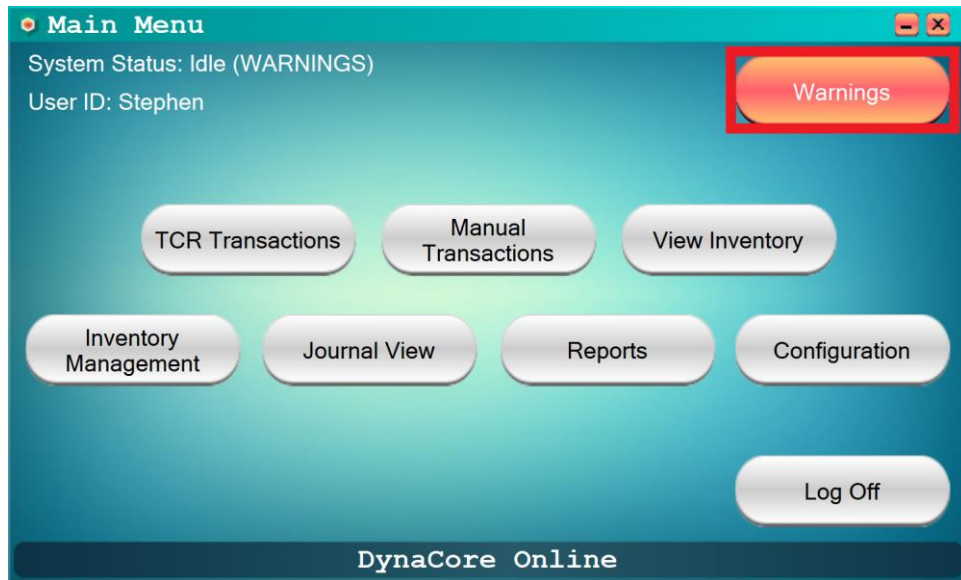 Main Menu
System Status: Idle (WARNINGS)
User ID: Stephen
Warnings
TCR Transactions
Manual
Transactions
View Inventory
Inventory
Management
Journal View
Reports
Configuration
Log Off
DynaCore Online